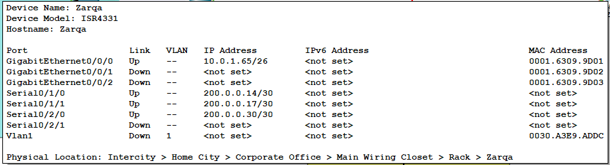 Device Name: Zarqa
Device Model: ISR4331
Hostname: Zarqa
Port Link VLAN IP Address IPv6 Address MAC Address
GigabitEthernet0/0/0 Up -- 10.0.1.65/26 <not set> 0001.6309.9D01
GigabitEthernet0/0/1 Down -- <not set> <not set> 0001.6309.9D02
GigabitEthernet0/0/2 Down -- <not set> <not set> 0001.6309.9D03
Serial0/1/0 Up -- 200.0.0.14/30 <not set> <not set>
Serial0/1/1 Up -- 200.0.0.17/30 <not set> <not set>
Serial0/2/0 Up -- 200.0.0.30/30 <not set> <not set>
Serial0/2/1 Down -- <not set> <not set> <not set>
Vlan1 Down 1 <not set> <not set> 0030.A3E9.ADDC
Physical Location: Intercity > Home City > Corporate Office > Main Wiring Closet > Rack > Zarqa